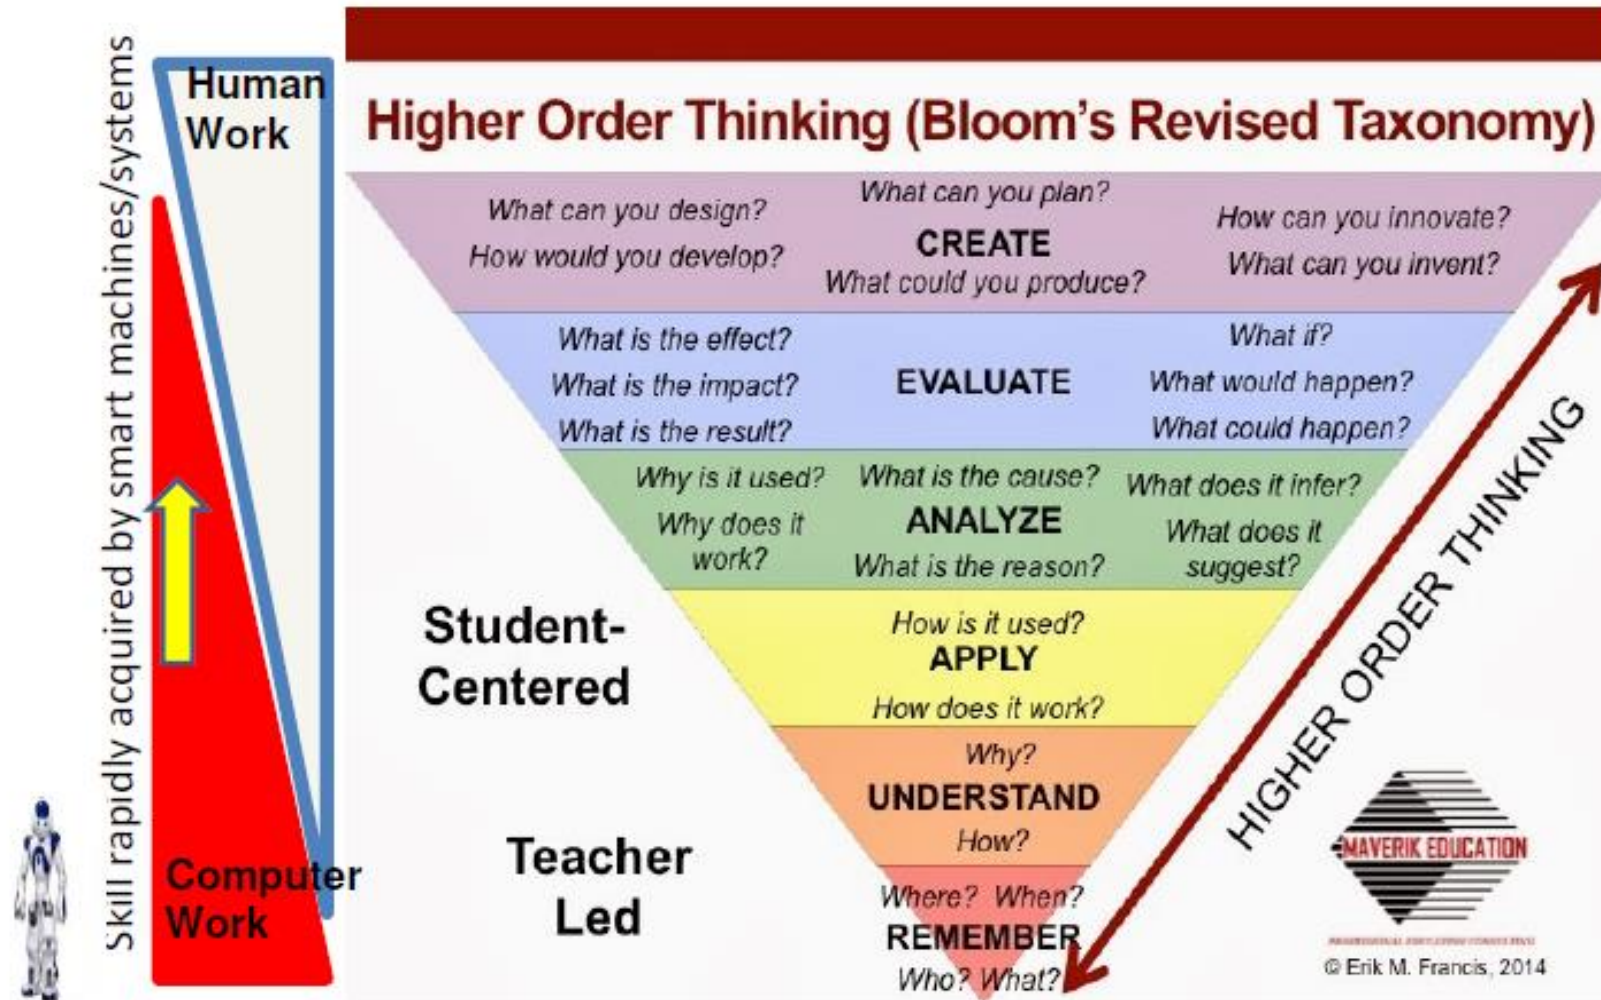 Skill rapidly acquired by smart machines/systems
Human
Work
Computer
Work
Higher Order Thinking (Bloom's Revised Taxonomy)
What can you design?
How would you develop?
What can you plan?
CREATE
What could you produce?
How can you innovate?
What can you invent?
What is the effect?
What is the impact?
What is the result?
EVALUATE
What if?
What would happen?
What could happen?
Why is it used?
Why does it
work?
What is the cause?
ANALYZE
What is the reason?
What does it infer?
What does it
suggest?
Student-
Centered
How is it used?
APPLY
How does it work?
Why?
UNDERSTAND
How?
Teacher
Led
Where? When?
REMEMBER
Who? What?
HIGHER ORDER THINKING
MAVERIK EDUCATION
© Erik M. Francis, 2014